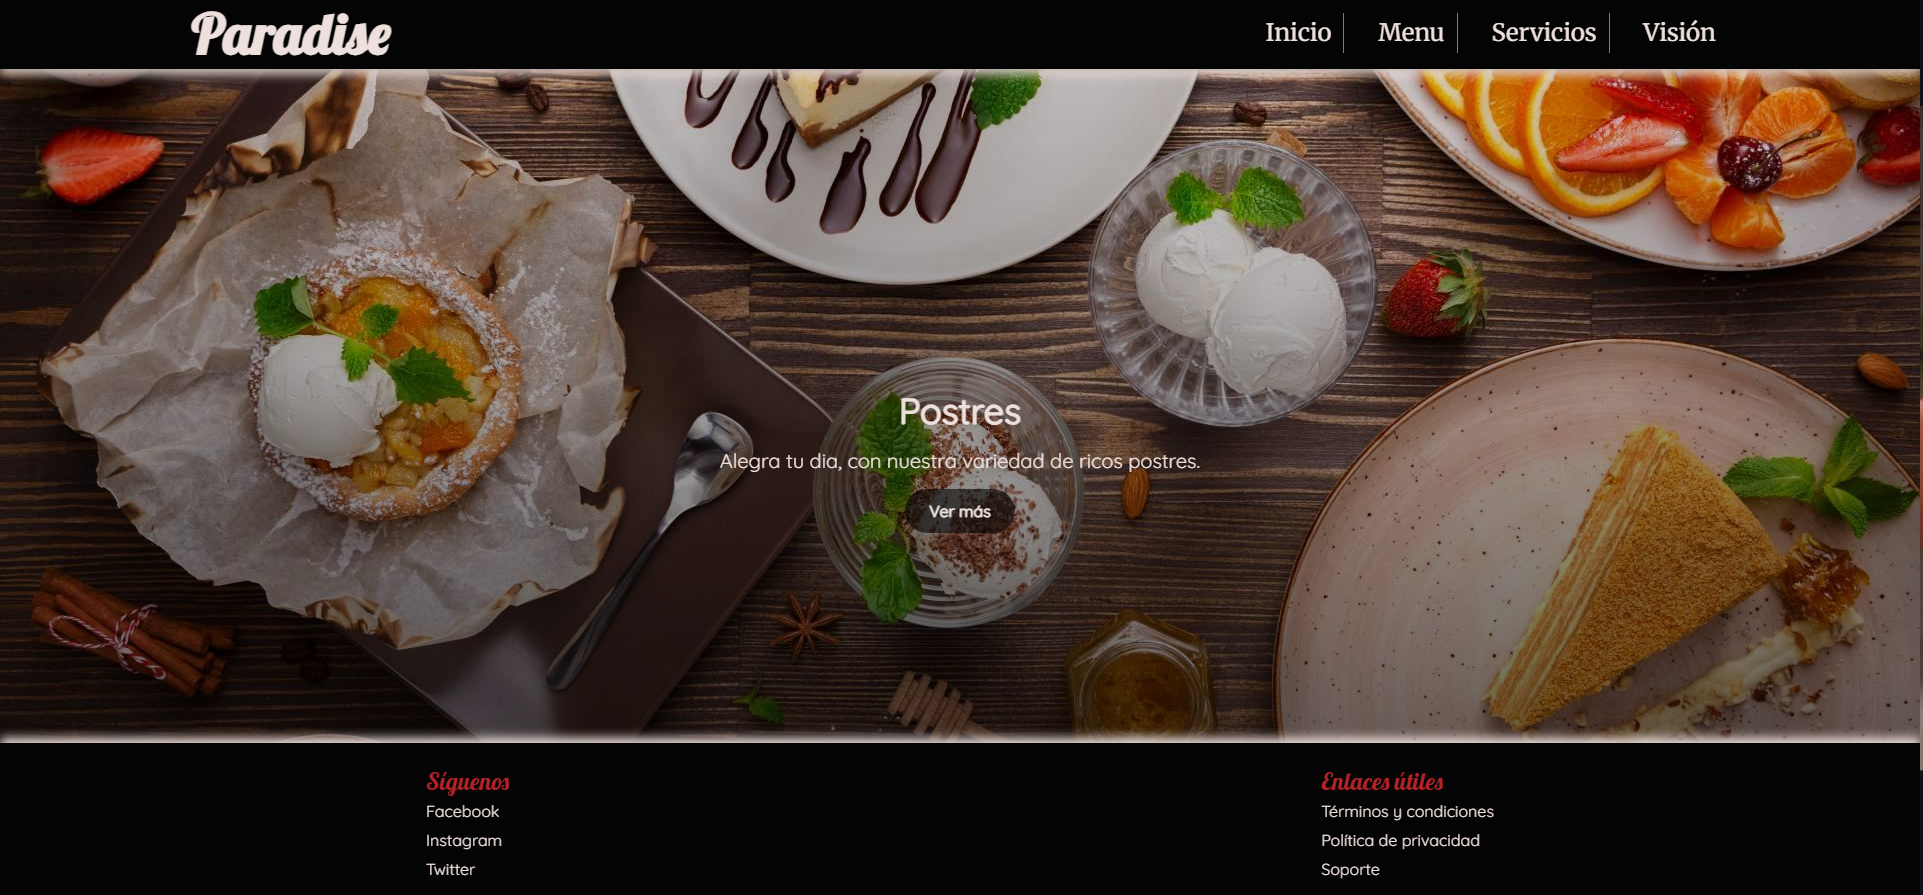 Paradise
Inicio
Menu
Servicios
Visión
Postres
Alegra tu dia, con nuestra variedad de ricos postres.
Ver más
Síguenos
Facebook
Instagram
Twitter
Enlaces útiles
Términos y condiciones
Política de privacidad
Soporte